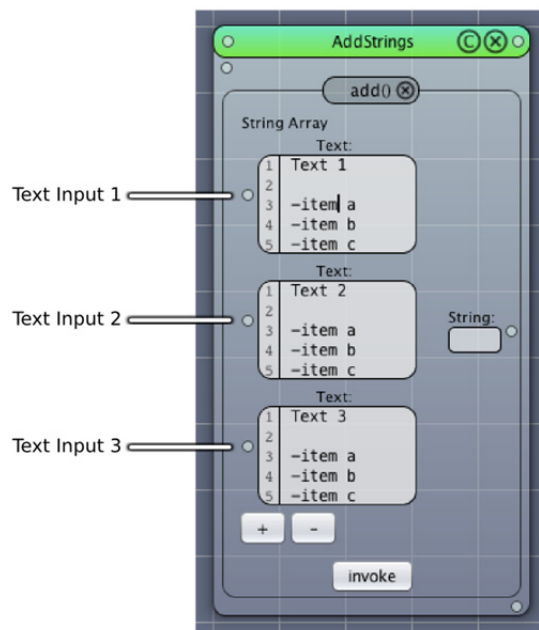 AddStrings C
add()
String Array
Text:
1 Text 1
2
3 -item a
4 -item b
5 -item c
Text Input 1
Text:
1 Text 2
2
3 -item a
4 -item b
5 -item c
Text Input 2
String:
Text:
1 Text 3
2
3 -item a
4 -item b
5 -item c
Text Input 3
+ -
invoke